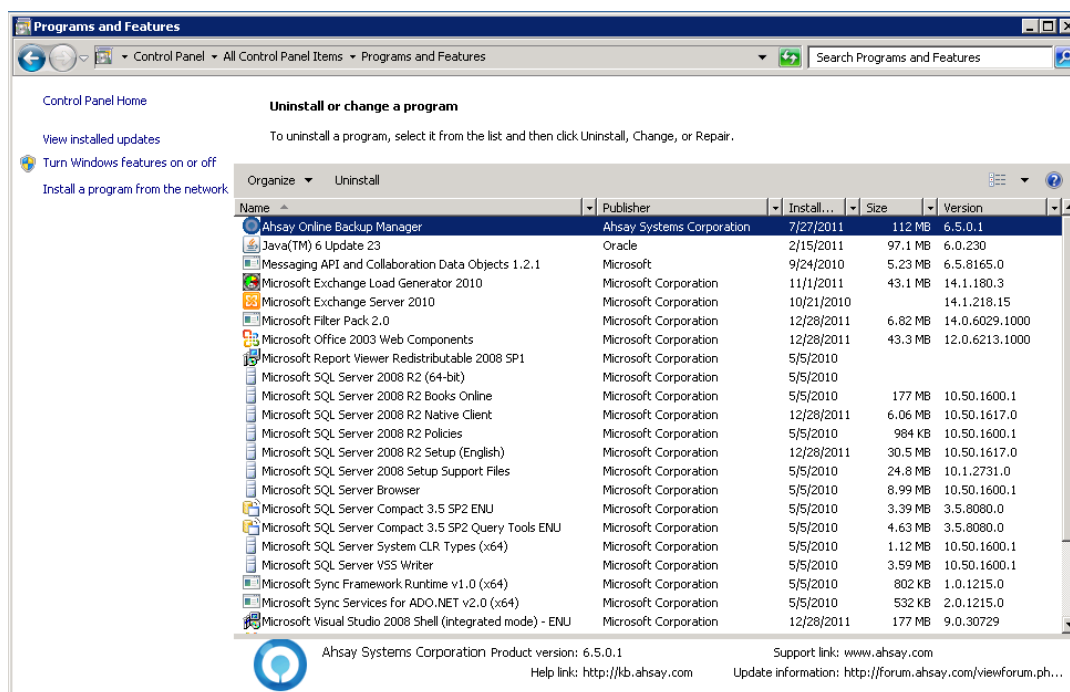 Programs and Features
Control Panel All Control Panel Items Programs and Features Search Programs and Features
Control Panel Home
View installed updates
Turn Windows features on or off
Install a program from the network
Uninstall or change a program
To uninstall a program, select it from the list and then click Uninstall, Change, or Repair.
Organize Uninstall
Name Publisher Install... Size Version
Ahsay Online Backup Manager Ahsay Systems Corporation 7/27/2011 112 MB 6.5.0.1
Java(TM) 6 Update 23 Oracle 2/15/2011 97.1 MB 6.0.230
Messaging API and Collaboration Data Objects 1.2.1 Microsoft 9/24/2010 5.23 MB 6.5.8165.0
Microsoft Exchange Load Generator 2010 Microsoft Corporation 11/1/2011 43.1 MB 14.1.180.3
Microsoft Exchange Server 2010 Microsoft Corporation 10/21/2010 14.1.218.15
Microsoft Filter Pack 2.0 Microsoft Corporation 12/28/2011 6.82 MB 14.0.6029.1000
Microsoft Office 2003 Web Components Microsoft Corporation 12/28/2011 43.3 MB 12.0.6213.1000
Microsoft Report Viewer Redistributable 2008 SP1 Microsoft Corporation 5/5/2010
Microsoft SQL Server 2008 R2 (64-bit) Microsoft Corporation 5/5/2010
Microsoft SQL Server 2008 R2 Books Online Microsoft Corporation 5/5/2010 177 MB 10.50.1600.1
Microsoft SQL Server 2008 R2 Native Client Microsoft Corporation 12/28/2011 6.06 MB 10.50.1617.0
Microsoft SQL Server 2008 R2 Policies Microsoft Corporation 5/5/2010 984 KB 10.50.1600.1
Microsoft SQL Server 2008 R2 Setup (English) Microsoft Corporation 12/28/2011 30.5 MB 10.50.1617.0
Microsoft SQL Server 2008 Setup Support Files Microsoft Corporation 5/5/2010 24.8 MB 10.1.2731.0
Microsoft SQL Server Browser Microsoft Corporation 5/5/2010 8.99 MB 10.50.1600.1
Microsoft SQL Server Compact 3.5 SP2 ENU Microsoft Corporation 5/5/2010 3.39 MB 3.5.8080.0
Microsoft SQL Server Compact 3.5 SP2 Query Tools ENU Microsoft Corporation 5/5/2010 4.63 MB 3.5.8080.0
Microsoft SQL Server System CLR Types (x64) Microsoft Corporation 5/5/2010 1.12 MB 10.50.1600.1
Microsoft SQL Server VSS Writer Microsoft Corporation 5/5/2010 3.59 MB 10.50.1600.1
Microsoft Sync Framework Runtime v1.0 (x64) Microsoft Corporation 5/5/2010 802 KB 1.0.1215.0
Microsoft Sync Services for ADO.NET v2.0 (x64) Microsoft Corporation 5/5/2010 532 KB 2.0.1215.0
Microsoft Visual Studio 2008 Shell (integrated mode) - ENU Microsoft Corporation 12/28/2011 177 MB 9.0.30729
Ahsay Systems Corporation Product version: 6.5.0.1 Support link: www.ahsay.com
Help link: http://kb.ahsay.com Update information: http://forum.ahsay.com/viewforum.ph...